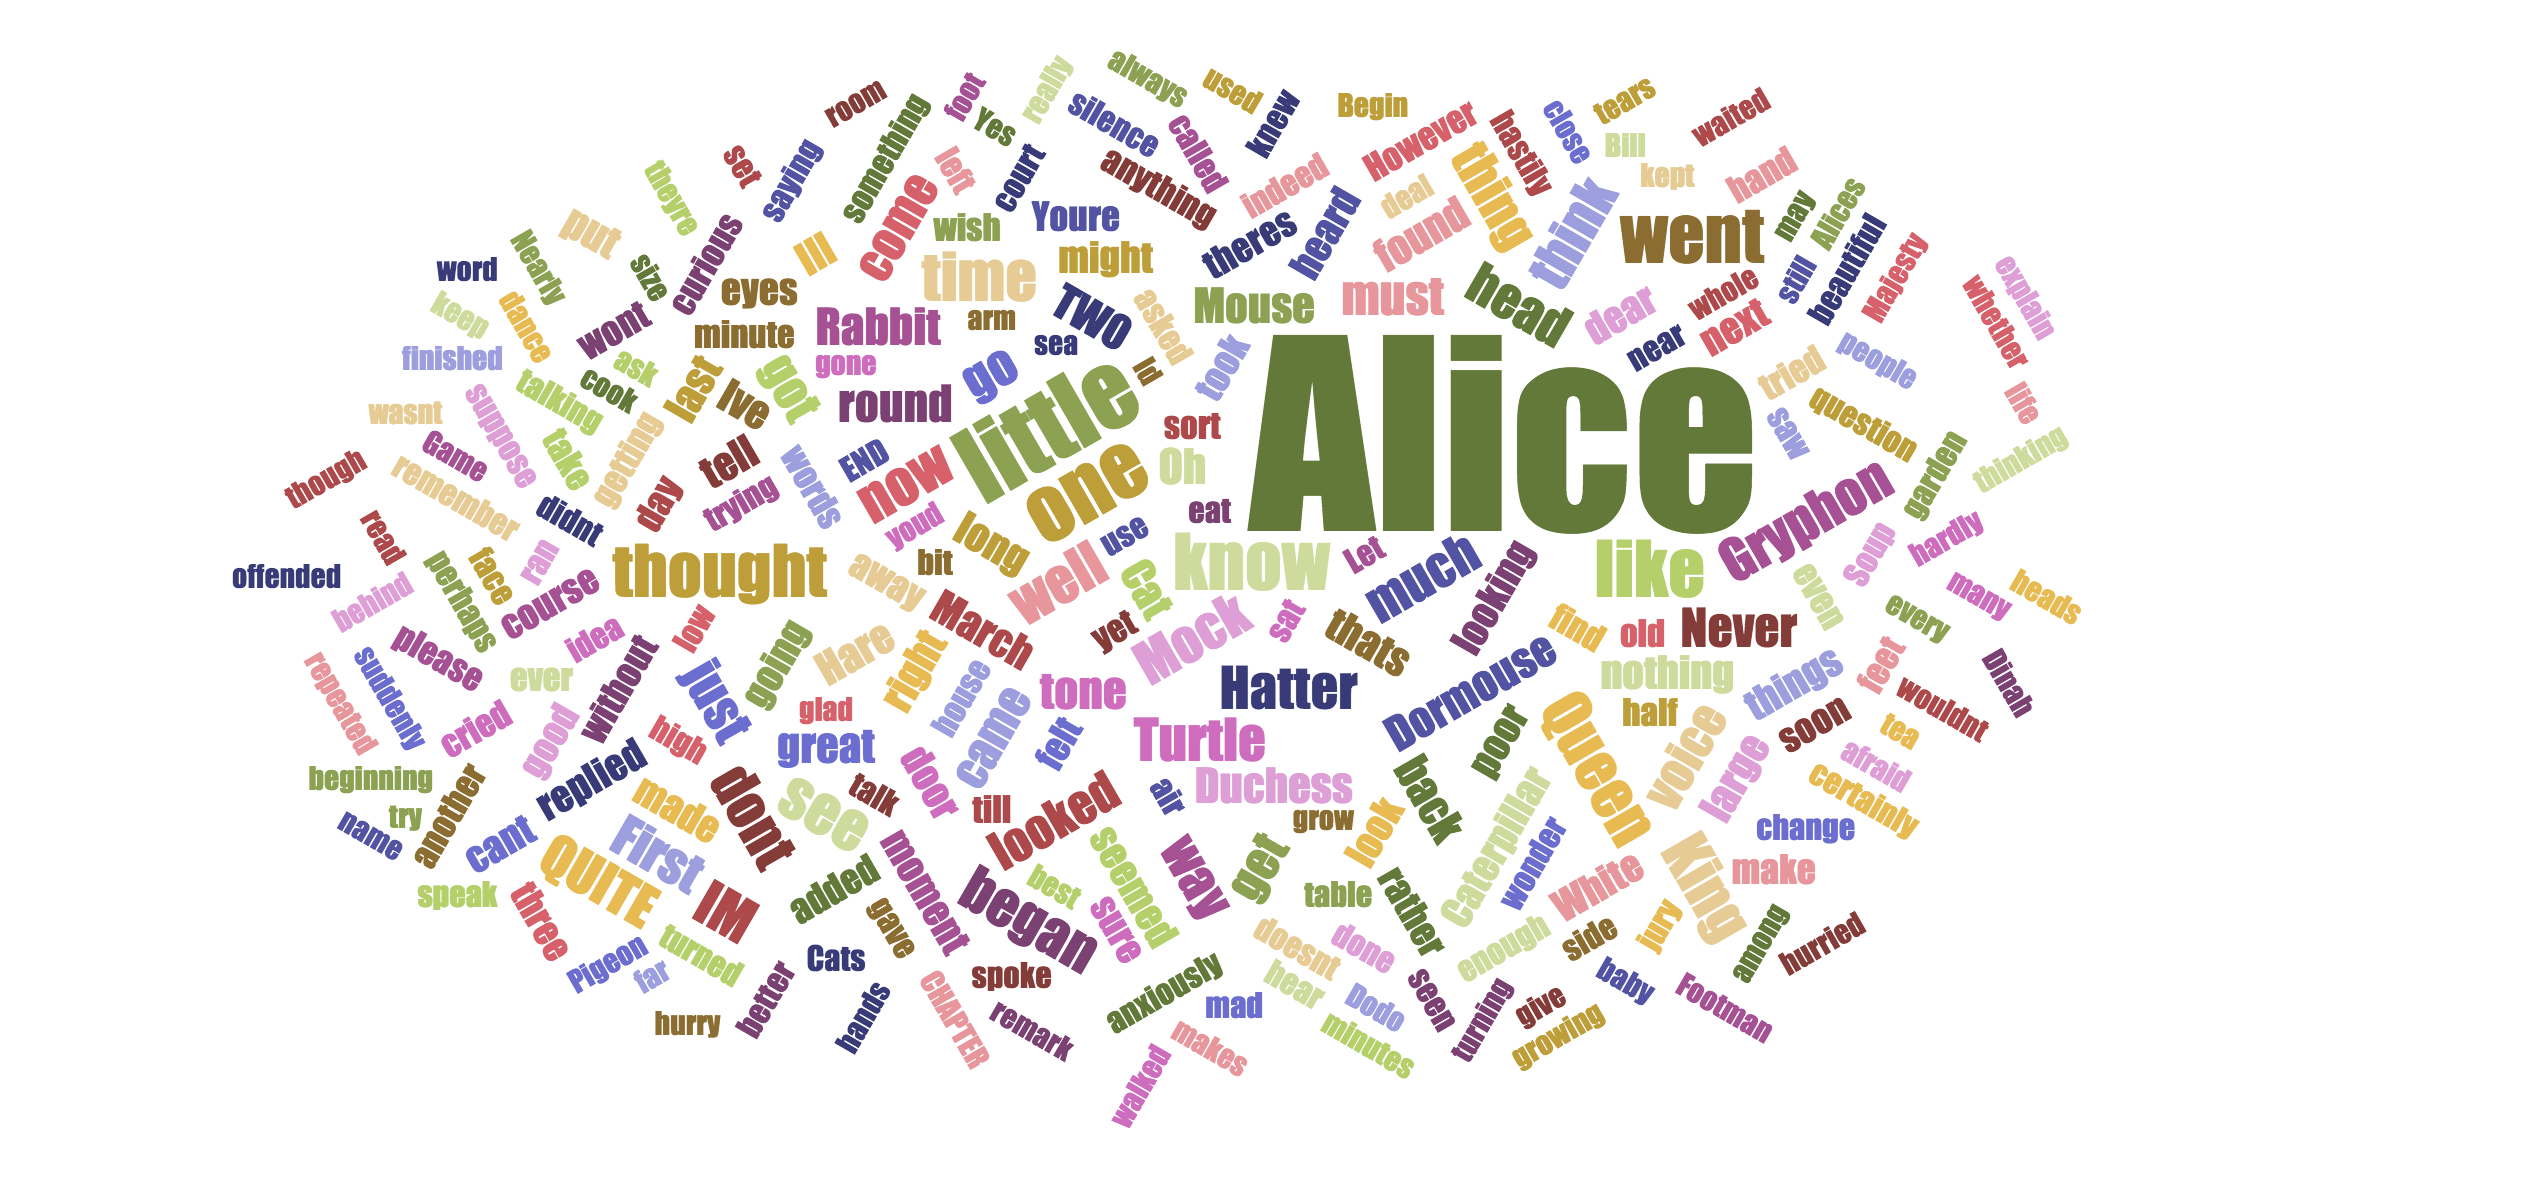 always
used
really
foot
room
Yes
silence
called
knew
Begin
However
hastily
close
tears
Bill
kept
waited
hand
something
saying
set
theyre
left
court
anything
indeed
deal
thing
think
may
Alices
come
wish
Youre
theres
heard
found
went
still
beautiful
Majesty
explain
whether
put
Nearly
word
size
curious
Ill
eyes
time
might
Mouse
must
head
dear
whole
next
near
keep
dance
wont
minute
Rabbit
arm
sea
TWO
asked
finished
ask
cook
last
Ive
got
gone
go
Id
took
Alice
tried
people
life
wasnt
talking
suppose
round
little
sort
saw
question
though
Game
remember
take
getting
tell
words
END
now
one
Oh
garden
thinking
read
didnt
day
trying
youd
long
use
eat
Gryphon
offended
behind
perhaps
face
ran
course
thought
away
bit
well
cat
know
Let
much
looking
like
Soup
hardly
even
many
heads
please
idea
low
going
Hare
March
yet
Mock
sat
thats
find
old
Never
every
repeated
suddenly
ever
without
just
right
house
tone
Hatter
Dormouse
nothing
things
feet
Dinah
wouldnt
cried
good
high
glad
great
came
felt
Turtle
poor
Queen
half
voice
soon
tea
beginning
another
replied
made
dont
see
talk
door
till
looked
air
Duchess
back
large
afraid
certainly
try
name
cant
First
QUITE
IM
moment
grow
look
Caterpillar
wonder
change
speak
three
added
gave
began
best
seemed
way
get
table
rather
White
King
make
Pigeon
far
turned
Cats
sure
doesnt
done
enough
side
jury
among
hurried
hurry
better
hands
CHAPTER
spoke
remark
anxiously
mad
hear
Dodo
seen
turning
give
baby
Footman
makes
minutes
growing
walked